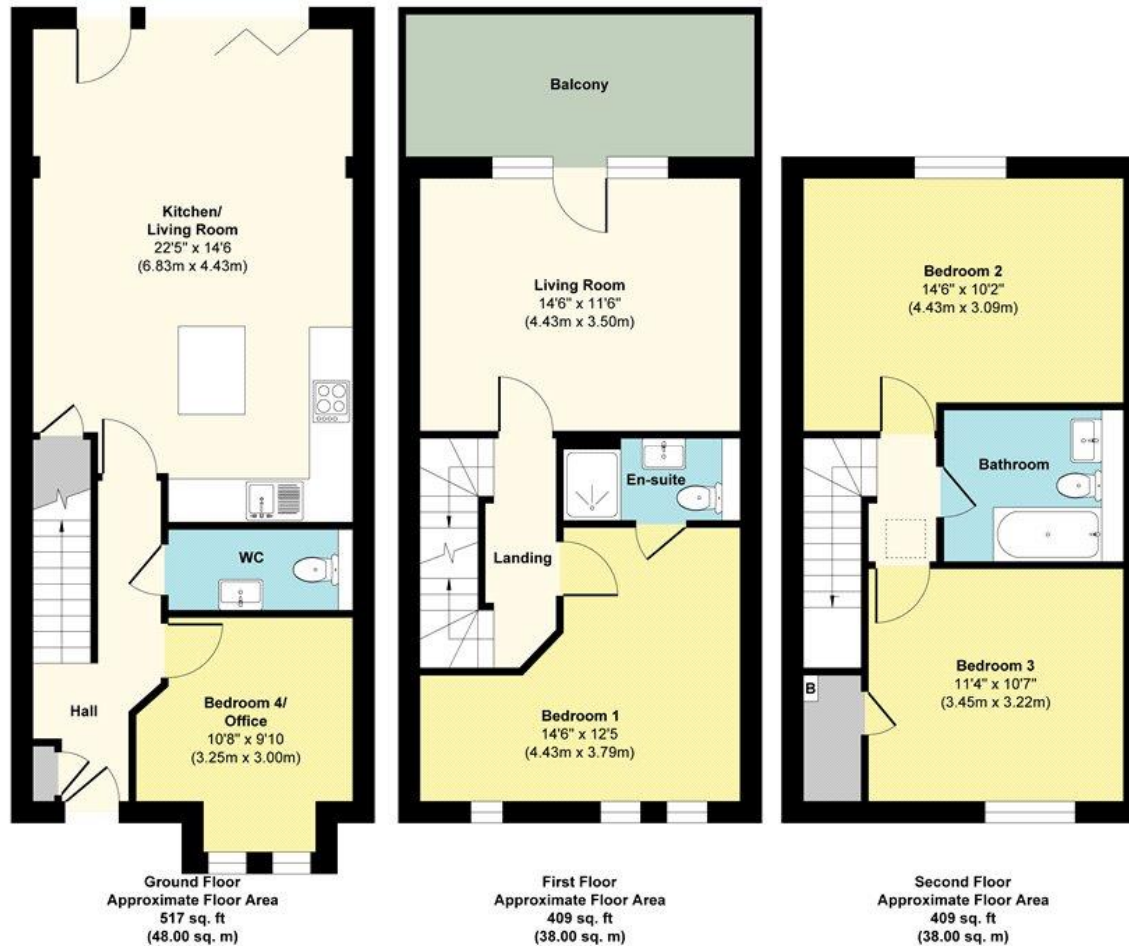 Kitchen/
Living Room
22'5" x 14'6
(6.83m x 4.43m)
WC
Hall
Bedroom 4/
Office
10'8" x 9'10
(3.25m x 3.00m)
Ground Floor
Approximate Floor Area
517 sq. ft
(48.00 sq. m)
Balcony
Living Room
14'6" x 11'6"
(4.43m x 3.50m)
En-suite
Landing
Bedroom 1
14'6" x 12'5
(4.43m x 3.79m)
First Floor
Approximate Floor Area
409 sq. ft
(38.00 sq. m)
Bedroom 2
14'6" x 10'2"
(4.43m x 3.09m)
Bathroom
Bedroom 3
11'4" x 10'7"
(3.45m x 3.22m)
B
Second Floor
Approximate Floor Area
409 sq. ft
(38.00 sq. m)